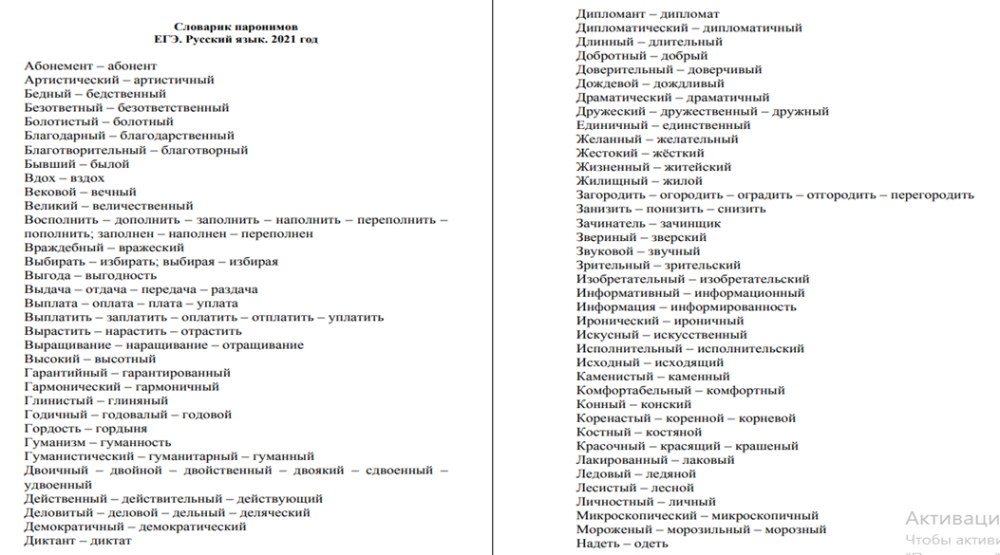 Словарик паронимов
ЕГЭ. Русский язык. 2021 год
Абонемент – абонент
Артистический – артистичный
Бедный – бедственный
Безответный – безответственный
Болотистый – болотный
Благодарный – благодарственный
Благотворительный – благотворный
Бывший – былой
Вдох – вздох
Вековой – вечный
Великий – величественный
Восполнить – дополнить – заполнить – наполнить – переполнить –
пополнить; заполнен – наполнен – переполнен
Враждебный – вражеский
Выбирать – избирать; выбирая – избирая
Выгода – выгодность
Выдача – отдача – передача – раздача
Выплата – оплата – плата – уплата
Выплатить – заплатить – оплатить – отплатить – уплатить
Вырастить – нарастить – отрастить
Выращивание – наращивание – отращивание
Высокий – высотный
Гарантийный – гарантированный
Гармонический – гармоничный
Глинистый – глиняный
Годичный – годовалый – годовой
Гордость – гордыня
Гуманизм – гуманность
Гуманистический – гуманитарный – гуманный
Двоичный – двойной – двойственный – двоякий – сдвоенный –
удвоенный
Действенный – действительный – действующий
Деловитый – деловой – дельный – деляческий
Демократичный – демократический
Диктант – диктат
Дипломант – дипломат
Дипломатический – дипломатичный
Длинный – длительный
Добротный – добрый
Доверительный – доверчивый
Дождевой – дождливый
Драматический – драматичный
Дружеский – дружественный – дружный
Единичный – единственный
Желанный – желательный
Жестокий – жёсткий
Жизненный – житейский
Жилищный – жилой
Загородить – огородить – оградить – отгородить – перегородить
Занизить – понизить – снизить
Зачинатель – зачинщик
Звериный – зверский
Звуковой – звучный
Зрительный – зрительский
Изобретательный – изобретательский
Информативный – информационный
Информация – информированность
Иронический – ироничный
Искусный – искусственный
Исполнительный – исполнительский
Исходный – исходящий
Каменистый – каменный
Комфортабельный – комфортный
Конный – конский
Коренастый – коренной – корневой
Костный – костяной
Красочный – красящий – крашеный
Лакированный – лаковый
Ледовый – ледяной
Лесистый – лесной
Личностный – личный
Микроскопический – микроскопичный
Мороженый – морозильный – морозный
Надеть – одеть
Активаци
Чтобы активи